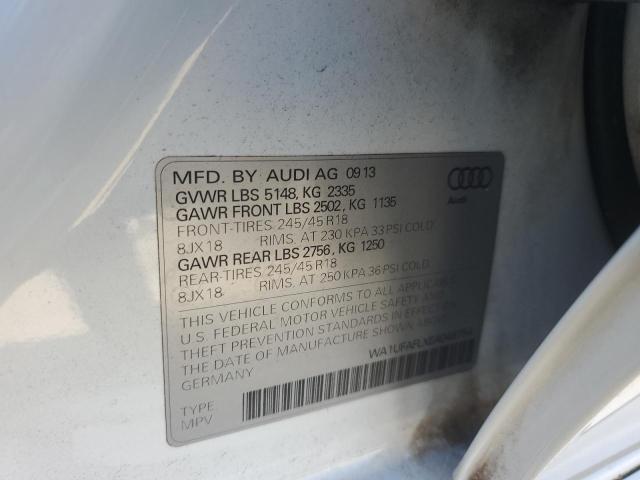 MFD. BY AUDI AG 09 13
GVWR LBS 5148, KG 2335
GAWR FRONT LBS 2502, KG 1135
FRONT-TIRES 245/45 R18
8JX18 RIMS. AT 230 KPA 33 PSI COLD
GAWR REAR LBS 2756, KG 1250
REAR-TIRES 245/45 R18
8JX18 RIMS. AT 250 KPA 36 PSI COLD.
Audi
THIS VEHICLE CONFORMS TO ALL APPLICABLE
U.S. FEDERAL MOTOR VEHICLE SAFETY AND
THEFT PREVENTION STANDARDS IN EFFECT ON
THE DATE OF MANUFACTURE SHOWN ABOVE.
GERMANY
TYPE
MPV